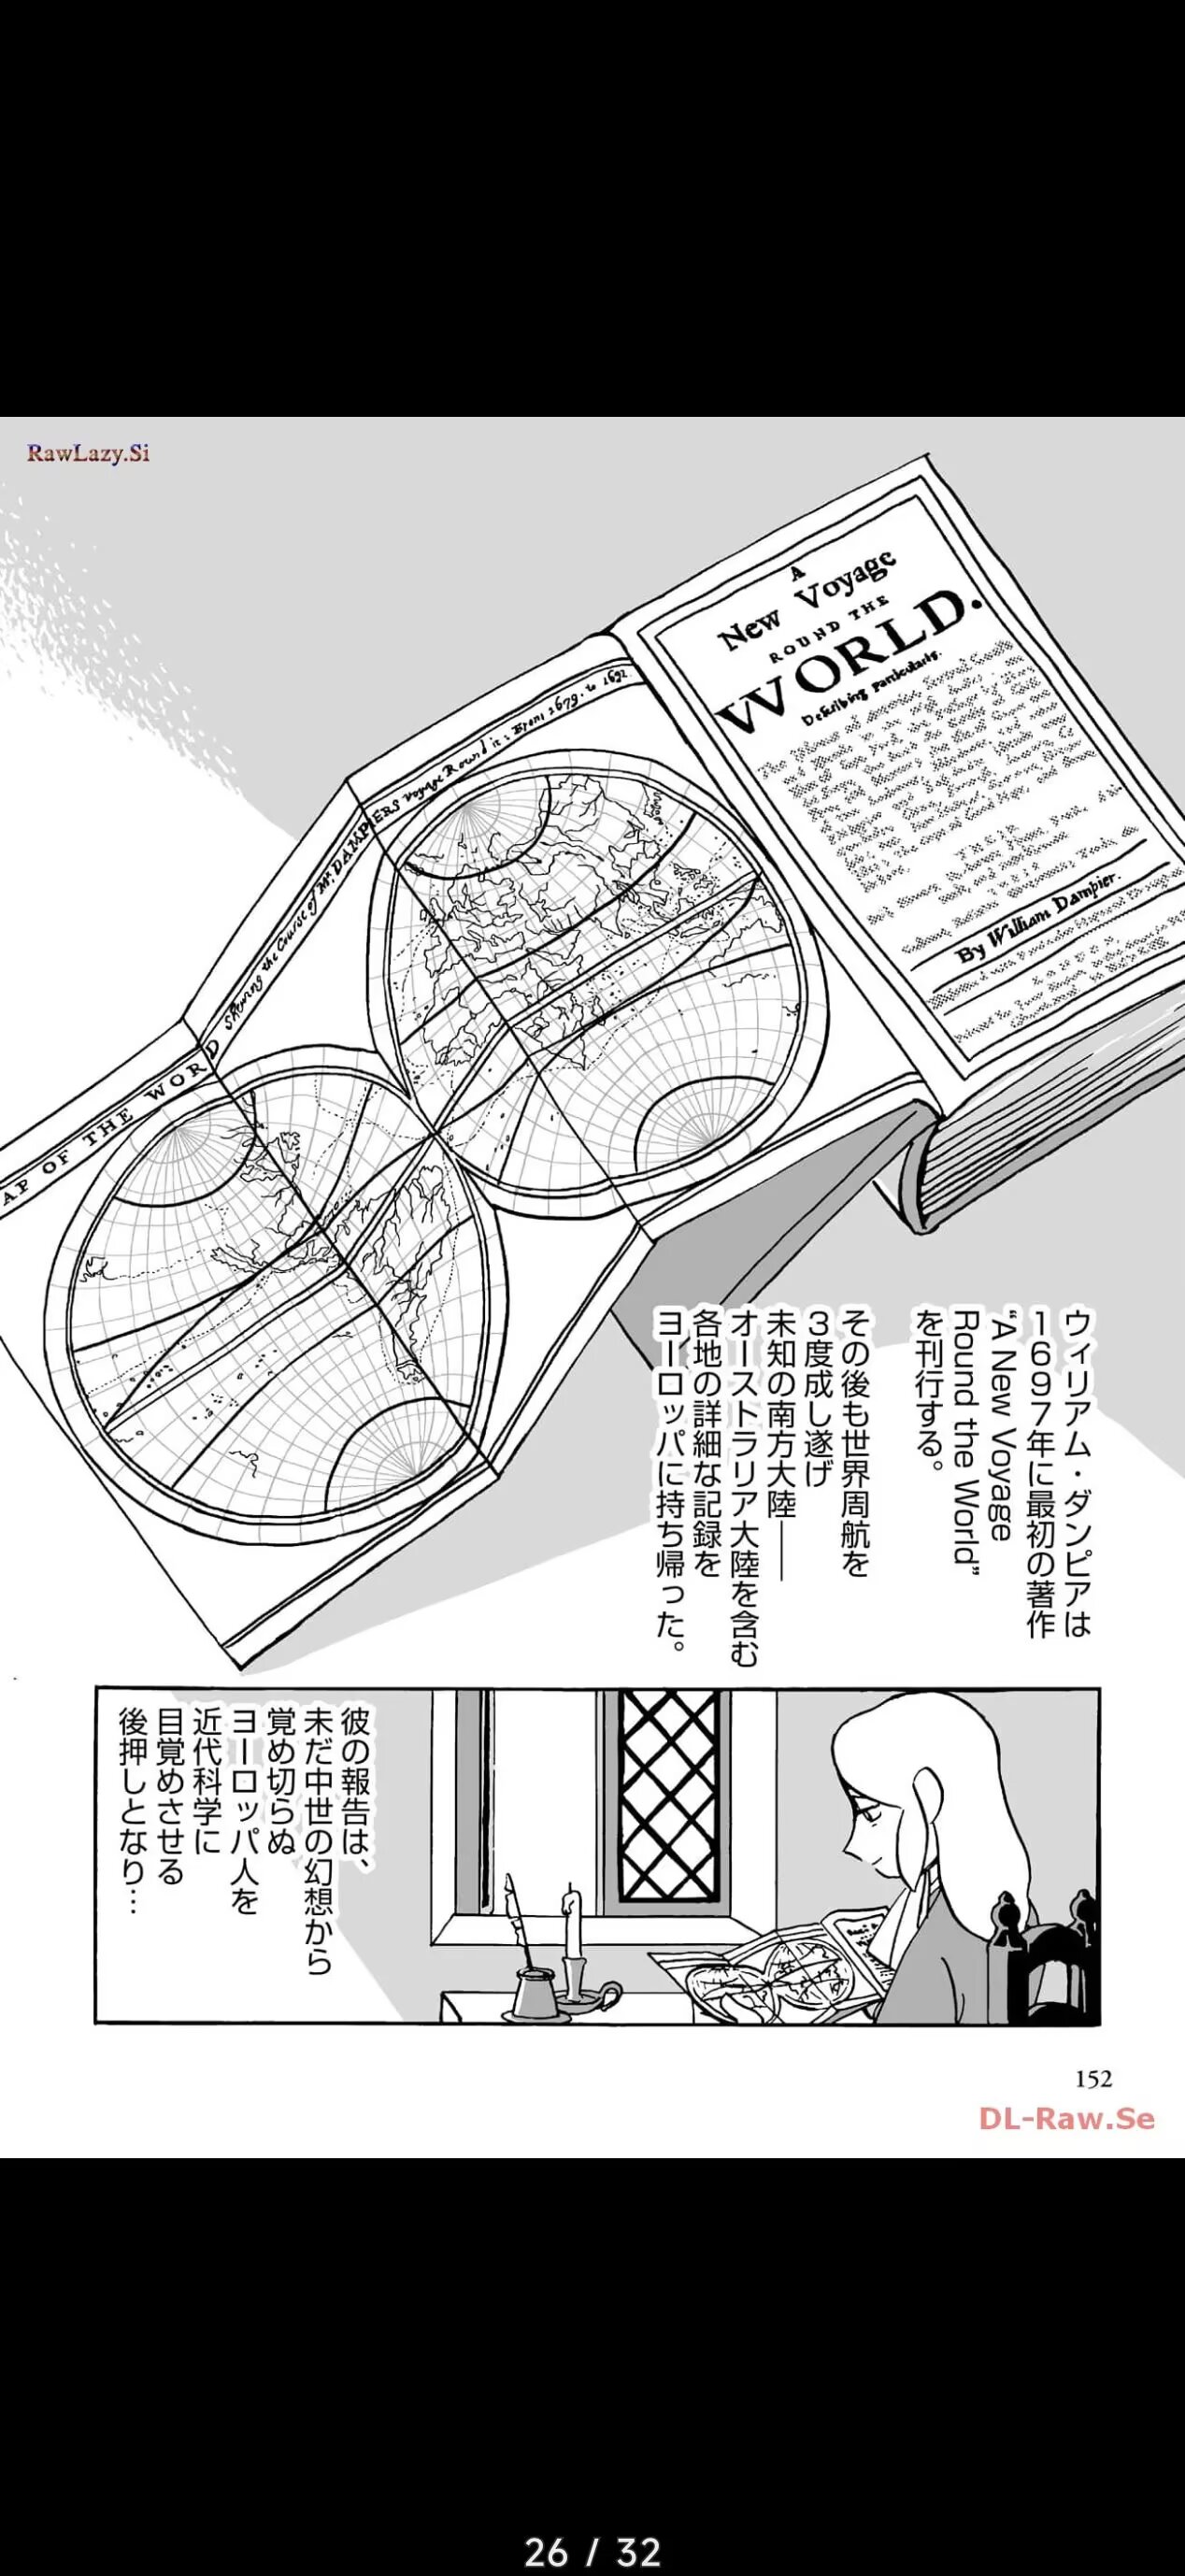 RawLazy.Si
A
New Voyage
ROUND THE
WORLD.
Describing particularly.
By William Dampier.
AP OF THE WORD
Shewing the Course of Mr. DAMPIERS Voyage Round it: From 1679. to 1692.
ウィリアム・ダンピアは
1697年に最初の著作
“A New Voyage
Round the World”
を刊行する。
その後も世界周航を
3度成し遂げ
未知の南方大陸――
オーストラリア大陸を含む
各地の詳細な記録を
ヨーロッパに持ち帰った。
彼の報告は、
未だ中世の幻想から
覚め切らぬ
ヨーロッパ人を
近代科学に
目覚めさせる
後押しとなり…
152
DL-Raw.Se
26 / 32